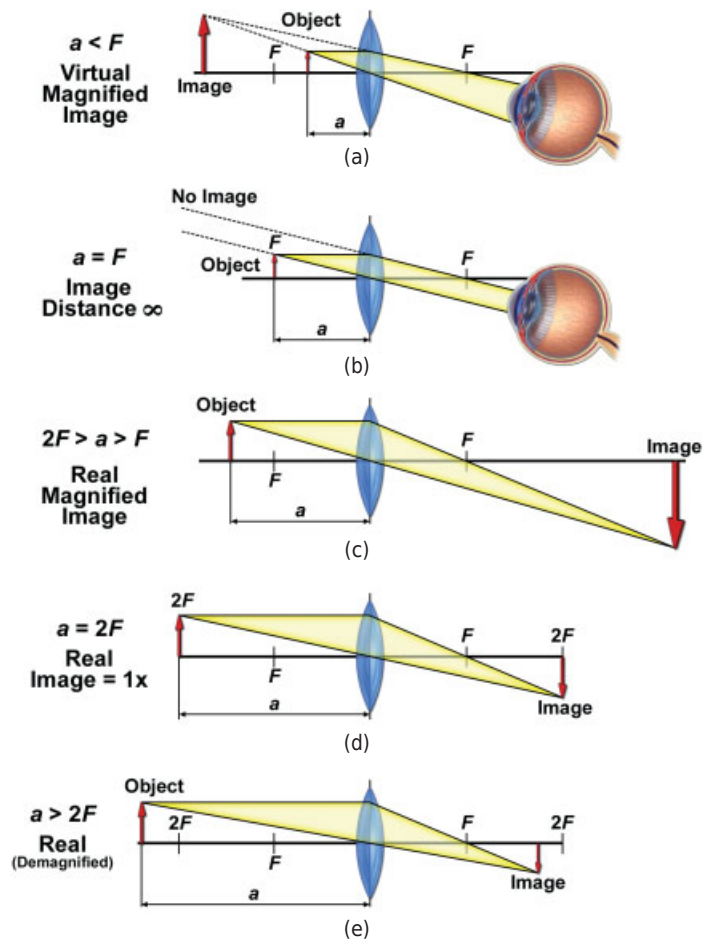 Object
a < F
Virtual
Magnified
Image
F
F
Image
a
(a)
No Image
a = F
Image
Distance ∞
F
F
Object
a
(b)
Object
2F > a > F
Real
Magnified
Image
F
F
Image
a
(c)
2F
a = 2F
Real
Image = 1x
F
F
2F
Image
a
(d)
Object
a > 2F
Real
(Demagnified)
2F
F
F
2F
Image
a
(e)